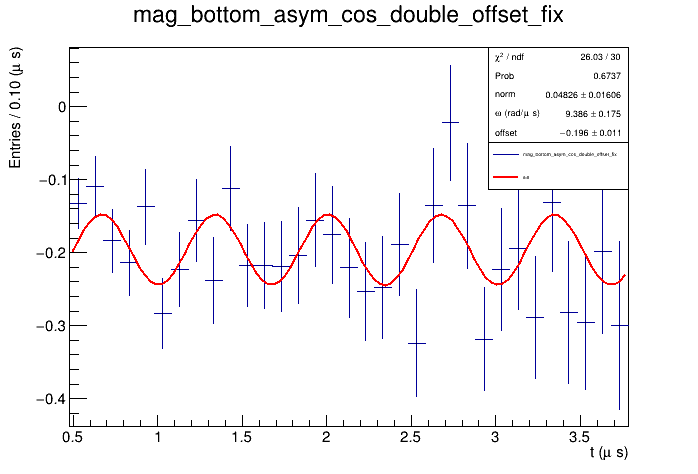 mag_bottom_asym_cos_double_offset_fix
Entries / 0.10 (μ s)
χ² / ndf 26.03 / 30
Prob 0.6737
norm 0.04826 ± 0.01606
ω (rad/μ s) 9.386 ± 0.175
offset −0.196 ± 0.011
mag_bottom_asym_cos_double_offset_fix
0
−0.1
−0.2
−0.3
−0.4
0.5 1 1.5 2 2.5 3 3.5
t (μ s)